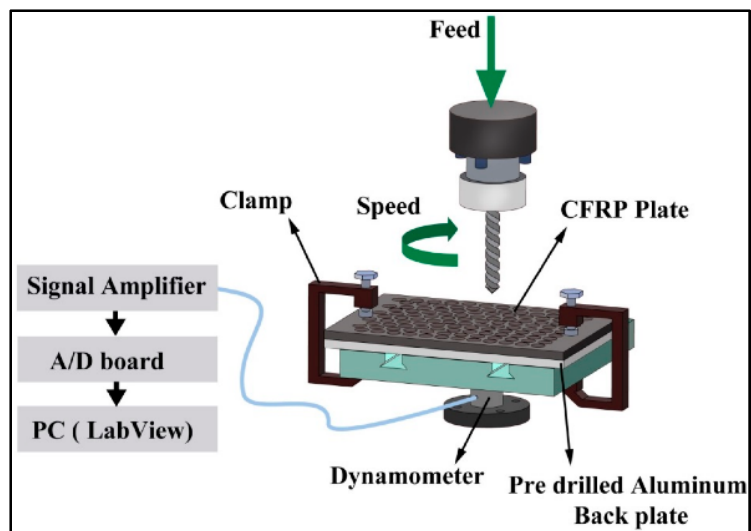 Feed
Clamp
Speed
CFRP Plate
Signal Amplifier
A/D board
PC ( LabView)
Dynamometer
Pre drilled Aluminum
Back plate